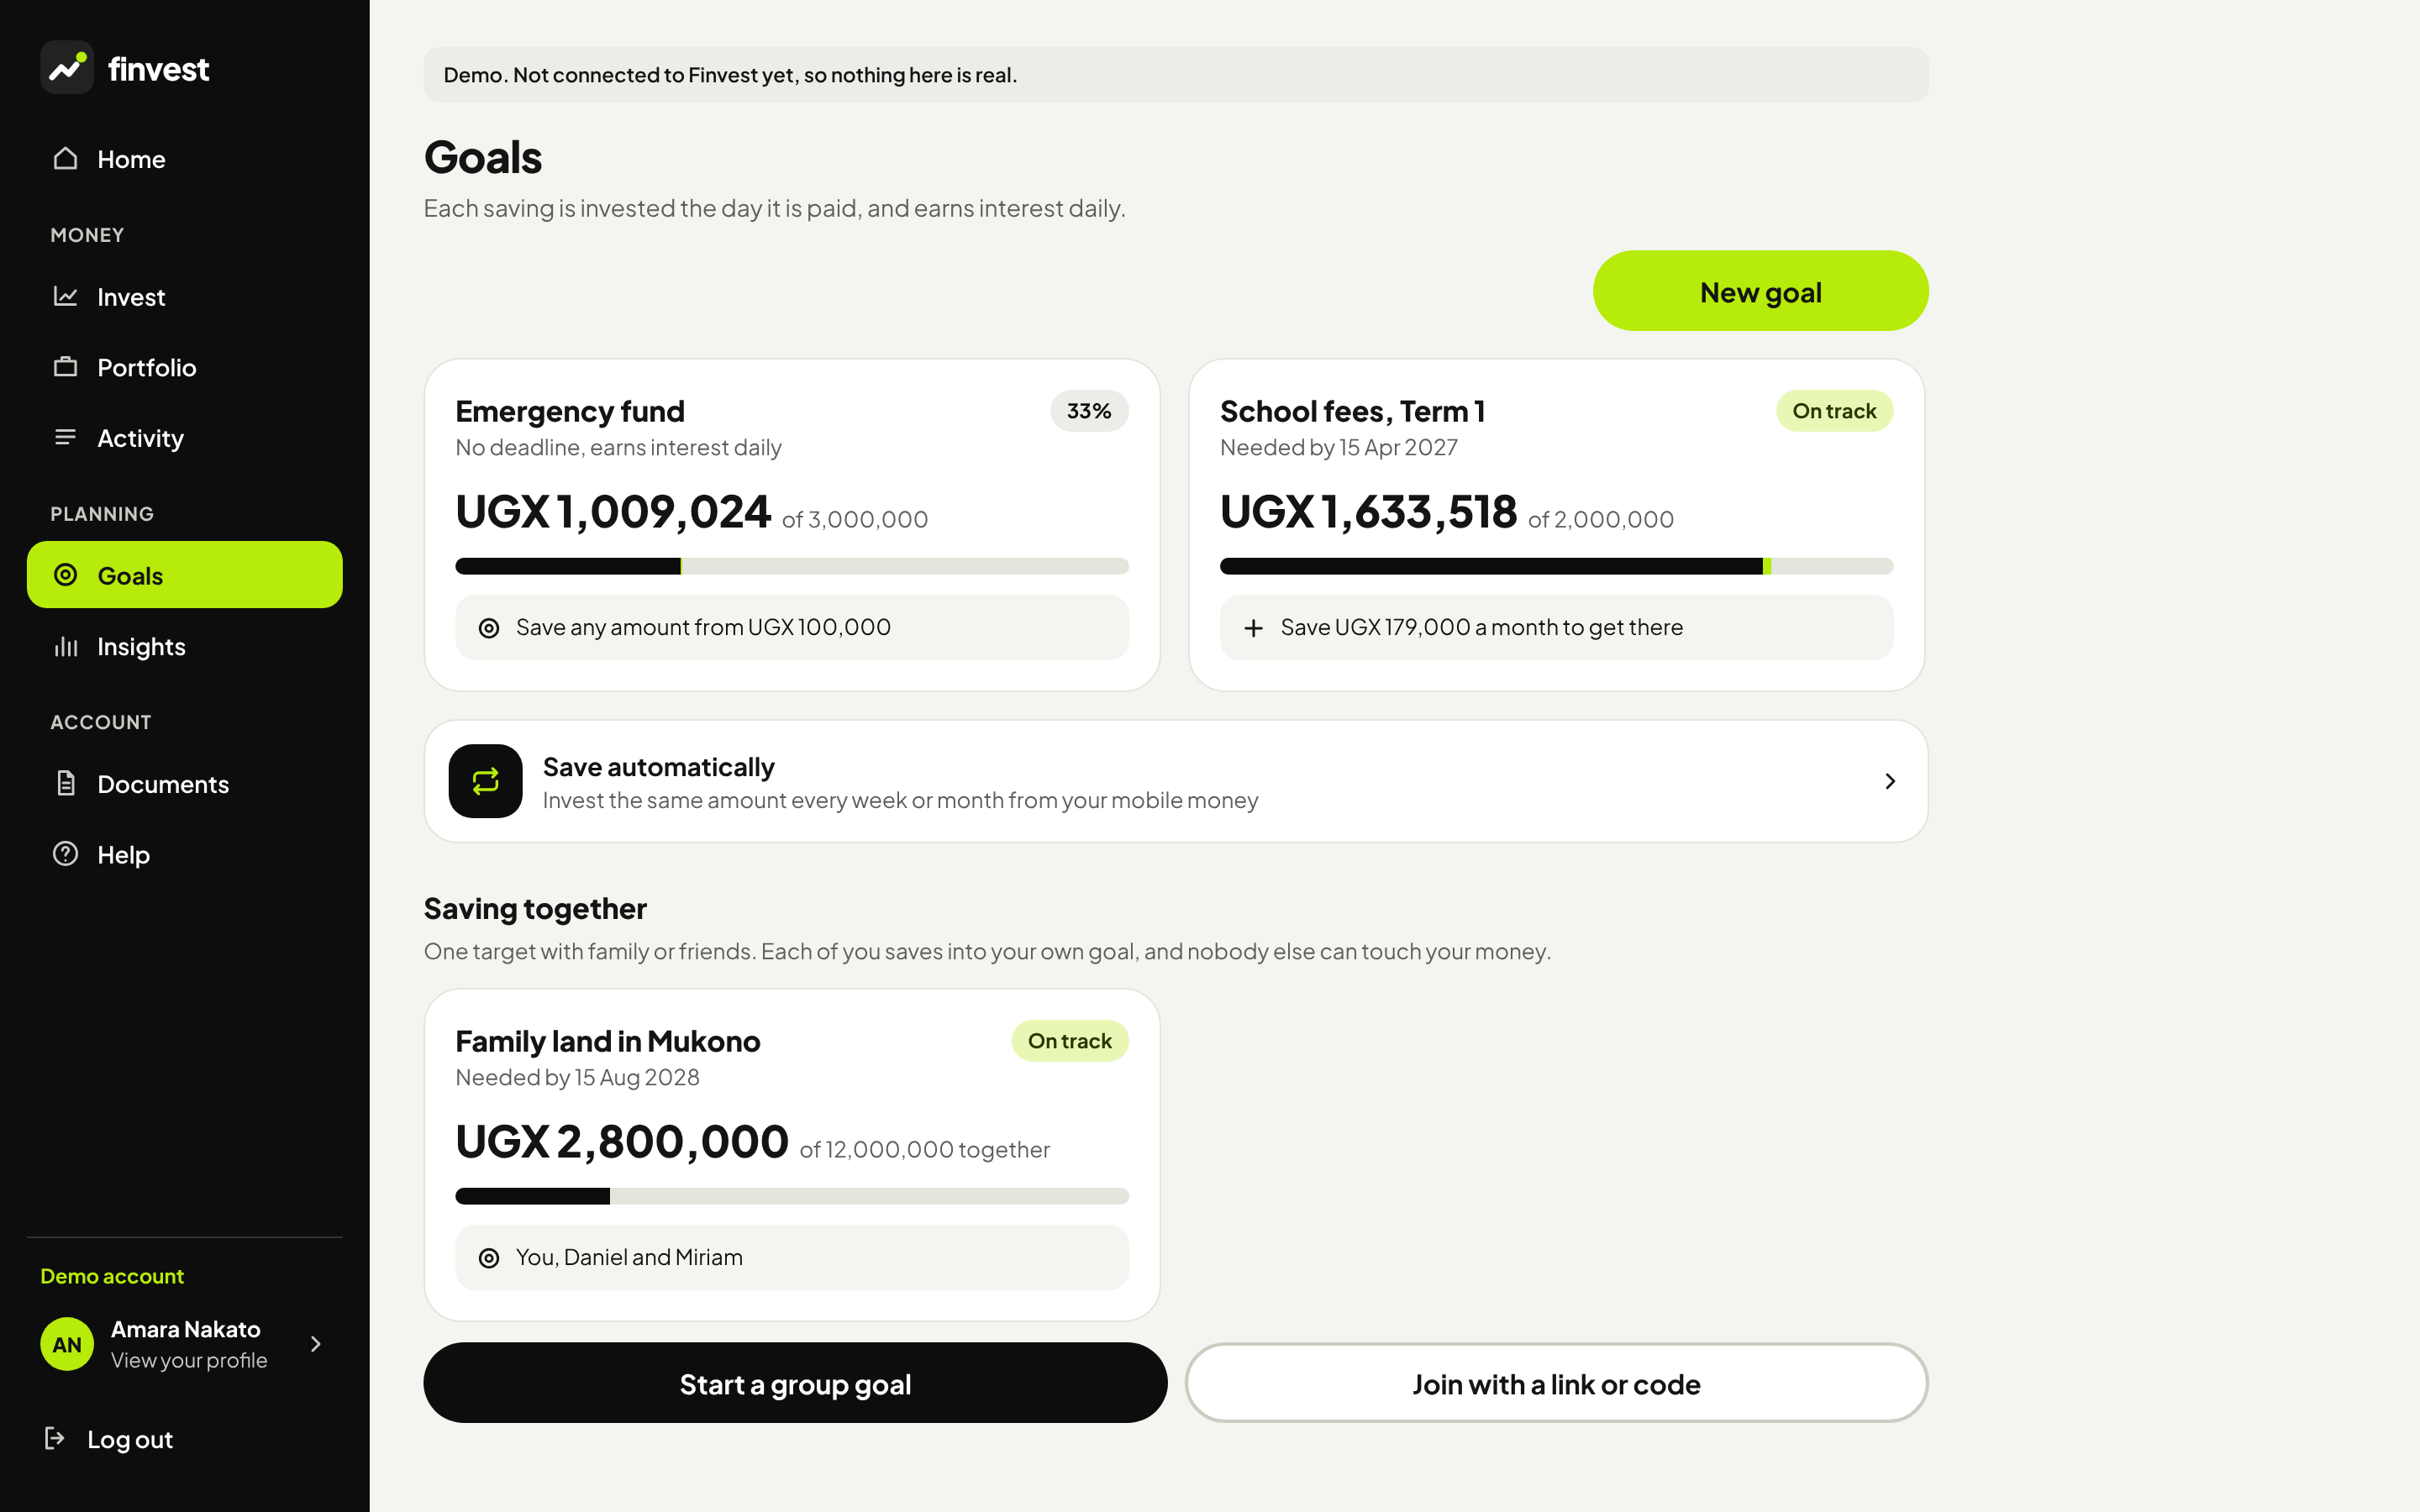 finvest
Home
MONEY
Invest
Portfolio
Activity
PLANNING
Goals
Insights
ACCOUNT
Documents
Help
Demo account
AN
Amara Nakato
View your profile
Log out
Demo. Not connected to Finvest yet, so nothing here is real.
Goals
Each saving is invested the day it is paid, and earns interest daily.
New goal
Emergency fund
33%
No deadline, earns interest daily
UGX 1,009,024 of 3,000,000
Save any amount from UGX 100,000
School fees, Term 1
On track
Needed by 15 Apr 2027
UGX 1,633,518 of 2,000,000
Save UGX 179,000 a month to get there
Save automatically
Invest the same amount every week or month from your mobile money
Saving together
One target with family or friends. Each of you saves into your own goal, and nobody else can touch your money.
Family land in Mukono
On track
Needed by 15 Aug 2028
UGX 2,800,000 of 12,000,000 together
You, Daniel and Miriam
Start a group goal
Join with a link or code